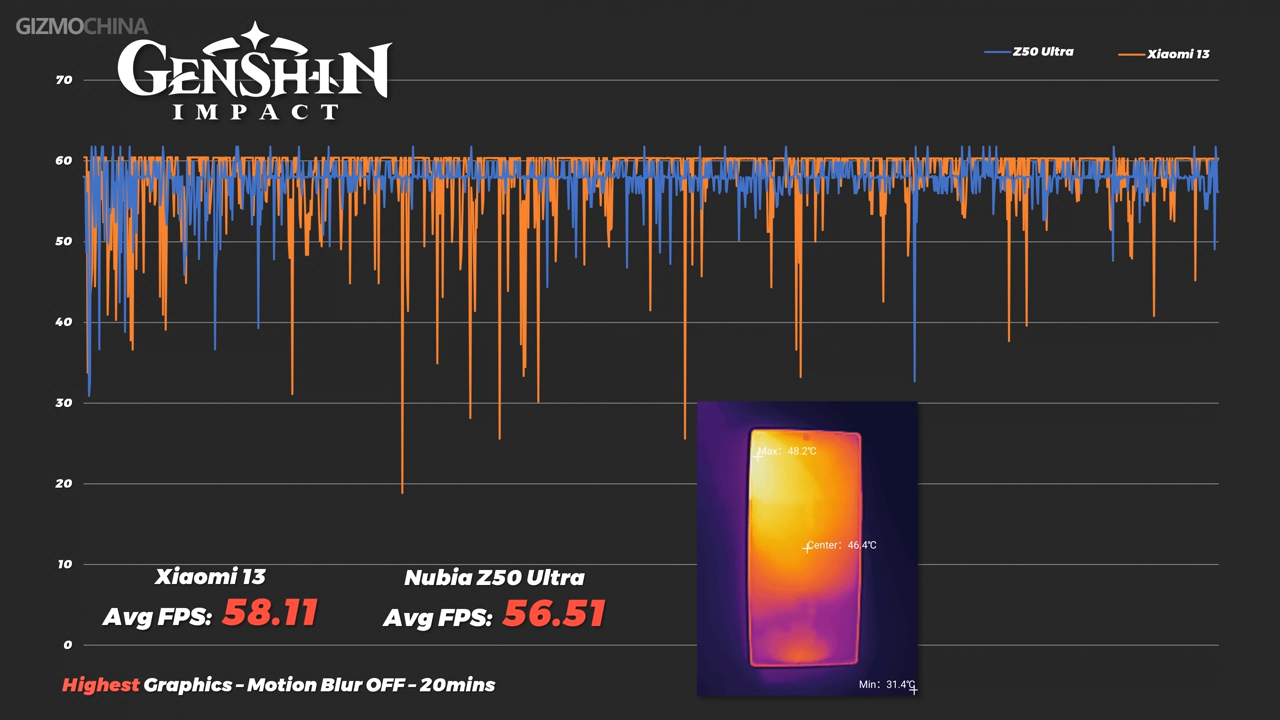 GIZMOCHINA
GENSHIN
IMPACT
Z50 Ultra
Xiaomi 13
70
60
50
40
30
20
10
0
Max: 48.2℃
Center: 46.4℃
Min: 31.4℃
Xiaomi 13
Avg FPS: 58.11
Nubia Z50 Ultra
Avg FPS: 56.51
Highest Graphics - Motion Blur OFF - 20mins